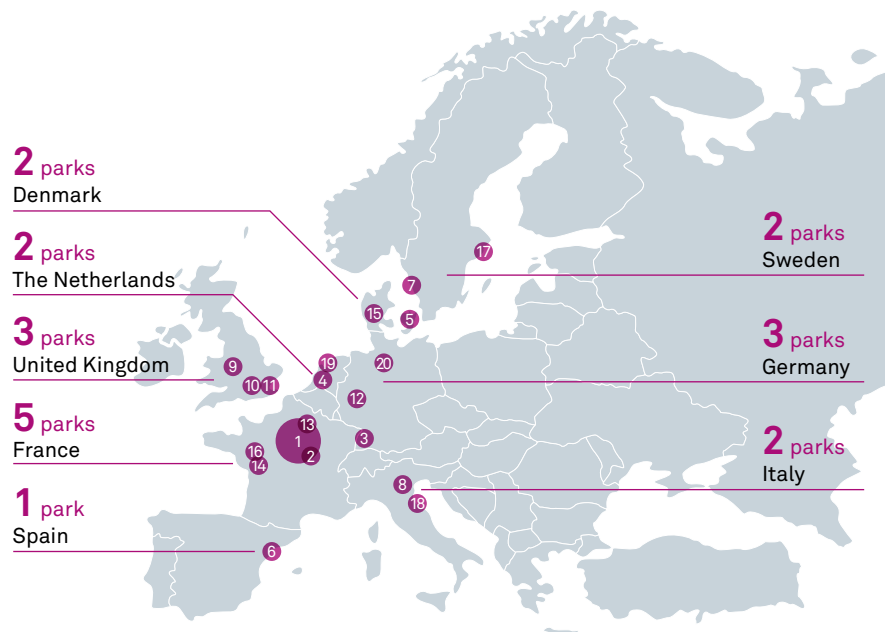 2 parks
Denmark
2 parks
The Netherlands
3 parks
United Kingdom
5 parks
France
1 park
Spain
2 parks
Sweden
3 parks
Germany
2 parks
Italy
17
7
15
5
19
20
9
4
10
11
12
13
1
3
16
2
14
8
18
6